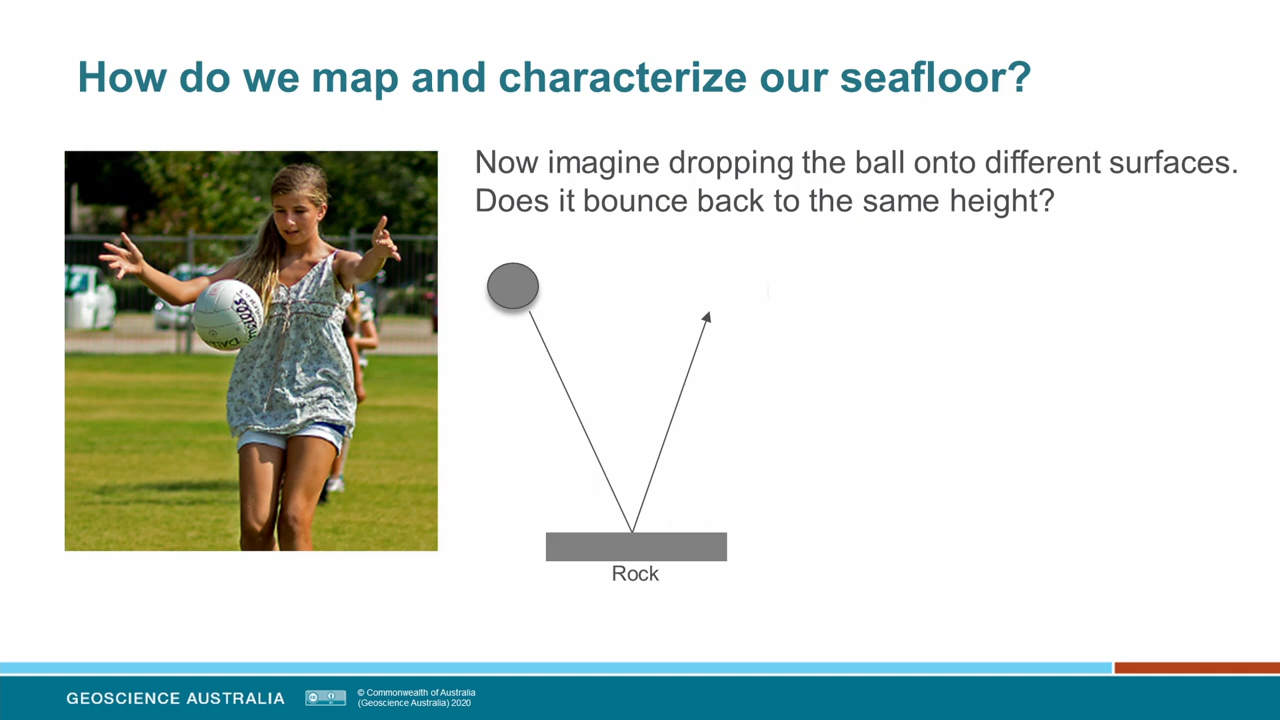 How do we map and characterize our seafloor?
Now imagine dropping the ball onto different surfaces.
Does it bounce back to the same height?
Rock
GEOSCIENCE AUSTRALIA
© Commonwealth of Australia
(Geoscience Australia) 2020